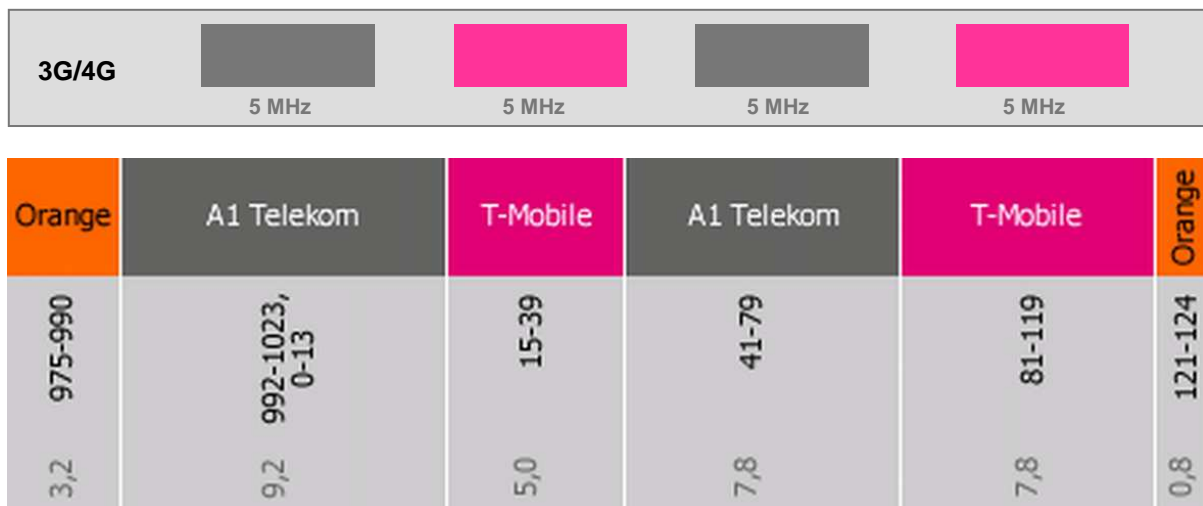 3G/4G
5 MHz
5 MHz
5 MHz
5 MHz
Orange
A1 Telekom
T-Mobile
A1 Telekom
T-Mobile
Orange
975-990
992-1023,
0-13
15-39
41-79
81-119
121-124
3,2
9,2
5,0
7,8
7,8
0,8